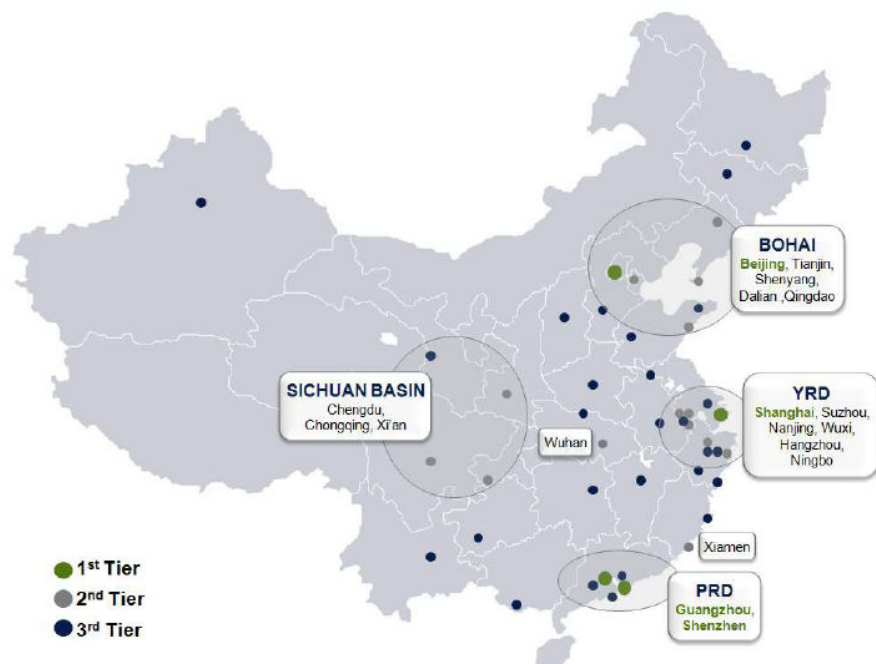 BOHAI
Beijing, Tianjin,
Shenyang,
Dalian ,Qingdao
SICHUAN BASIN
Chengdu,
Chongqing, Xi'an
YRD
Shanghai, Suzhou,
Nanjing, Wuxi,
Hangzhou,
Ningbo
Wuhan
Xiamen
PRD
Guangzhou,
Shenzhen
1st Tier
2nd Tier
3rd Tier